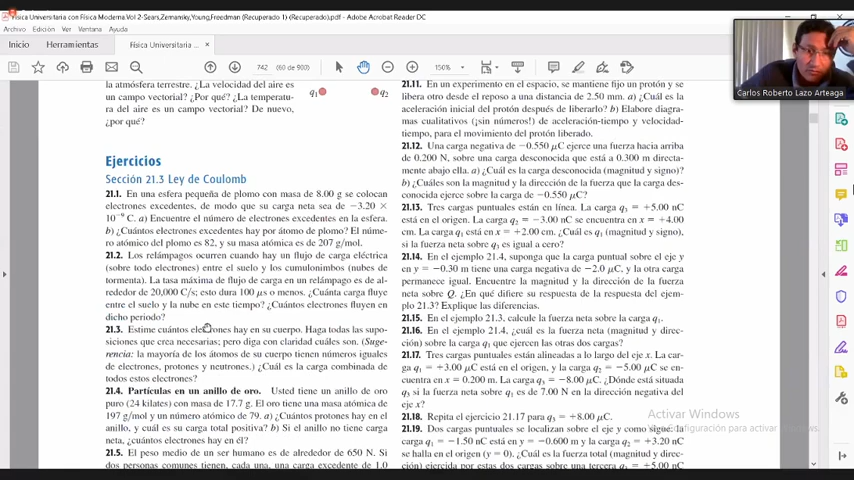 Física Universitaria con Física Moderna.Vol 2-Sears,Zemansky,Young,Freedman (Recuperado 1) (Recuperado).pdf - Adobe Acrobat Reader DC
Archivo Edición Ver Ventana Ayuda
Inicio Herramientas Física Universitaria ... ×
742 (60 de 900) 150%
Carlos Roberto Lazo Arteaga
la atmósfera terrestre. ¿La velocidad del aire es
un campo vectorial? ¿Por qué? ¿La temperatu-
ra del aire es un campo vectorial? De nuevo,
¿por qué?
q1 q2
Ejercicios
Sección 21.3 Ley de Coulomb
21.1. En una esfera pequeña de plomo con masa de 8.00 g se colocan
electrones excedentes, de modo que su carga neta sea de −3.20 ×
10−9 C. a) Encuentre el número de electrones excedentes en la esfera.
b) ¿Cuántos electrones excedentes hay por átomo de plomo? El núme-
ro atómico del plomo es 82, y su masa atómica es de 207 g/mol.
21.2. Los relámpagos ocurren cuando hay un flujo de carga eléctrica
(sobre todo electrones) entre el suelo y los cumulonimbos (nubes de
tormenta). La tasa máxima de flujo de carga en un relámpago es de al-
rededor de 20,000 C/s; esto dura 100 μs o menos. ¿Cuánta carga fluye
entre el suelo y la nube en este tiempo? ¿Cuántos electrones fluyen en
dicho periodo?
21.3. Estime cuántos electrones hay en su cuerpo. Haga todas las supo-
siciones que crea necesarias; pero diga con claridad cuáles son. (Suge-
rencia: la mayoría de los átomos de su cuerpo tienen números iguales
de electrones, protones y neutrones.) ¿Cuál es la carga combinada de
todos estos electrones?
21.4. Partículas en un anillo de oro. Usted tiene un anillo de oro
puro (24 kilates) con masa de 17.7 g. El oro tiene una masa atómica de
197 g/mol y un número atómico de 79. a) ¿Cuántos protones hay en el
anillo, y cuál es su carga total positiva? b) Si el anillo no tiene carga
neta, ¿cuántos electrones hay en él?
21.5. El peso medio de un ser humano es de alrededor de 650 N. Si
dos personas comunes tienen, cada una, una carga excedente de 1.0
21.11. En un experimento en el espacio, se mantiene fijo un protón y se
libera otro desde el reposo a una distancia de 2.50 mm. a) ¿Cuál es la
aceleración inicial del protón después de liberarlo? b) Elabore diagra-
mas cualitativos (¡sin números!) de aceleración-tiempo y velocidad-
tiempo, para el movimiento del protón liberado.
21.12. Una carga negativa de −0.550 μC ejerce una fuerza hacia arriba
de 0.200 N, sobre una carga desconocida que está a 0.300 m directa-
mente abajo ella. a) ¿Cuál es la carga desconocida (magnitud y signo)?
b) ¿Cuáles son la magnitud y la dirección de la fuerza que la carga des-
conocida ejerce sobre la carga de −0.550 μC?
21.13. Tres cargas puntuales están en línea. La carga q3 = +5.00 nC
está en el origen. La carga q2 = −3.00 nC se encuentra en x = +4.00
cm. La carga q1 está en x = +2.00 cm. ¿Cuál es q1 (magnitud y signo),
si la fuerza neta sobre q3 es igual a cero?
21.14. En el ejemplo 21.4, suponga que la carga puntual sobre el eje y
en y = −0.30 m tiene una carga negativa de −2.0 μC, y la otra carga
permanece igual. Encuentre la magnitud y la dirección de la fuerza
neta sobre Q. ¿En qué difiere su respuesta de la respuesta del ejem-
plo 21.3? Explique las diferencias.
21.15. En el ejemplo 21.3, calcule la fuerza neta sobre la carga q1.
21.16. En el ejemplo 21.4, ¿cuál es la fuerza neta (magnitud y direc-
ción) sobre la carga q1 que ejercen las otras dos cargas?
21.17. Tres cargas puntuales están alineadas a lo largo del eje x. La car-
ga q1 = +3.00 μC está en el origen, y la carga q2 = −5.00 μC se en-
cuentra en x = 0.200 m. La carga q3 = −8.00 μC. ¿Dónde está situada
q3 si la fuerza neta sobre q1 es de 7.00 N en la dirección negativa del
eje x?
21.18. Repita el ejercicio 21.17 para q3 = +8.00 μC.
21.19. Dos cargas puntuales se localizan sobre el eje y como sigue: la
carga q1 = −1.50 nC está en y = −0.600 m y la carga q2 = +3.20 nC
se halla en el origen (y = 0). ¿Cuál es la fuerza total (magnitud y
dirección) ejercida por estas dos cargas sobre una tercera q3 = +5.00 nC
Activar Windows